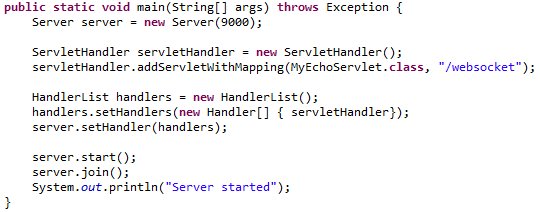 public static void main(String[] args) throws Exception {
    Server server = new Server(9000);

    ServletHandler servletHandler = new ServletHandler();
    servletHandler.addServletWithMapping(MyEchoServlet.class, "/websocket");

    HandlerList handlers = new HandlerList();
    handlers.setHandlers(new Handler[] { servletHandler});
    server.setHandler(handlers);

    server.start();
    server.join();
    System.out.println("Server started");
}